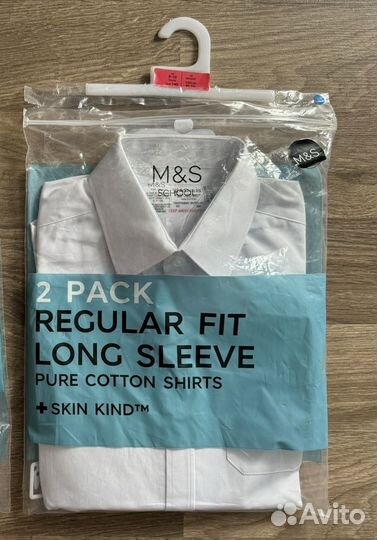 M&S
M&S
SCHOOL
2 PACK
REGULAR FIT
LONG SLEEVE
PURE COTTON SHIRTS
+ SKIN KIND™
Avito